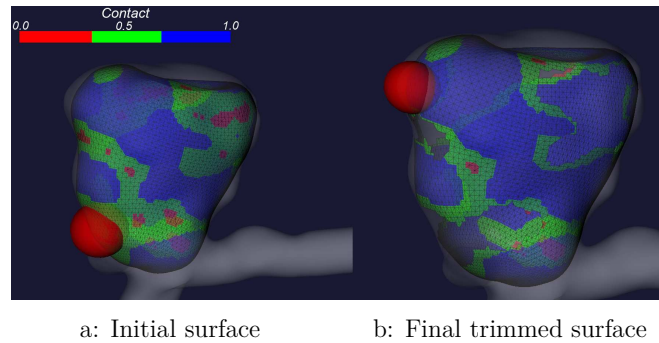 Contact
0.0 0.5 1.0
a: Initial surface
b: Final trimmed surface